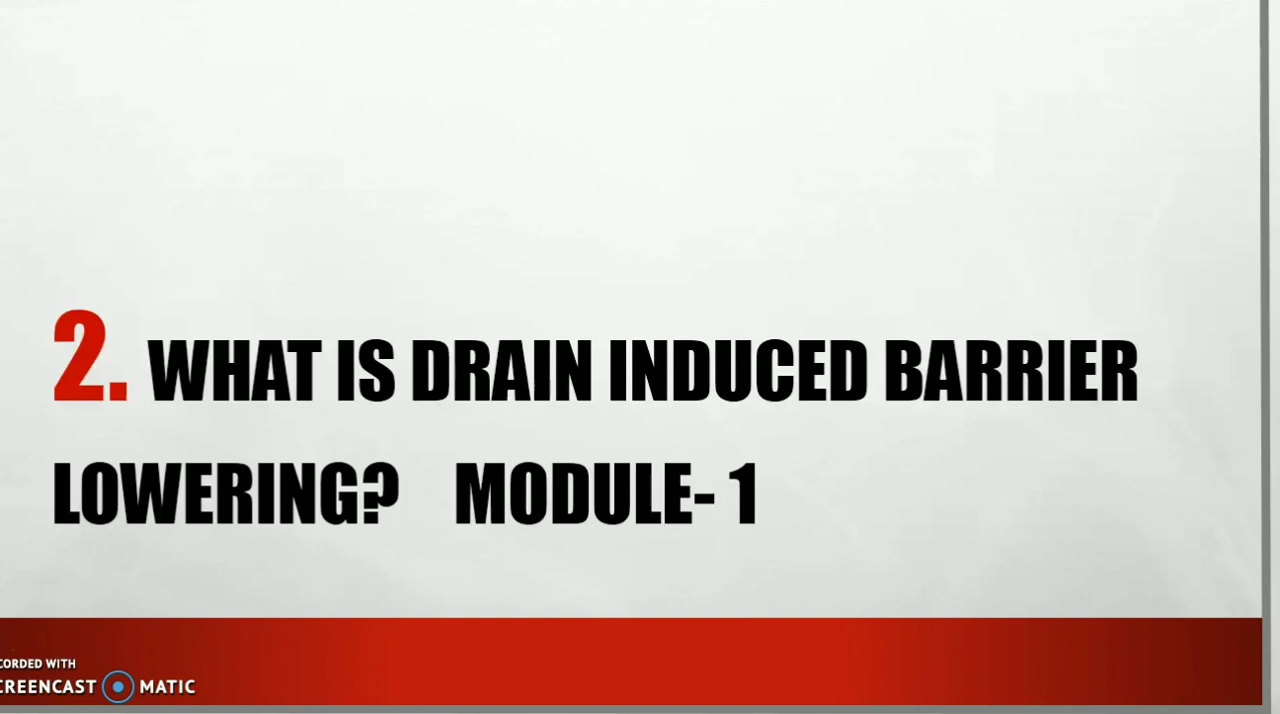 2. WHAT IS DRAIN INDUCED BARRIER
LOWERING? MODULE- 1
CORDED WITH
CREENCAST MATIC